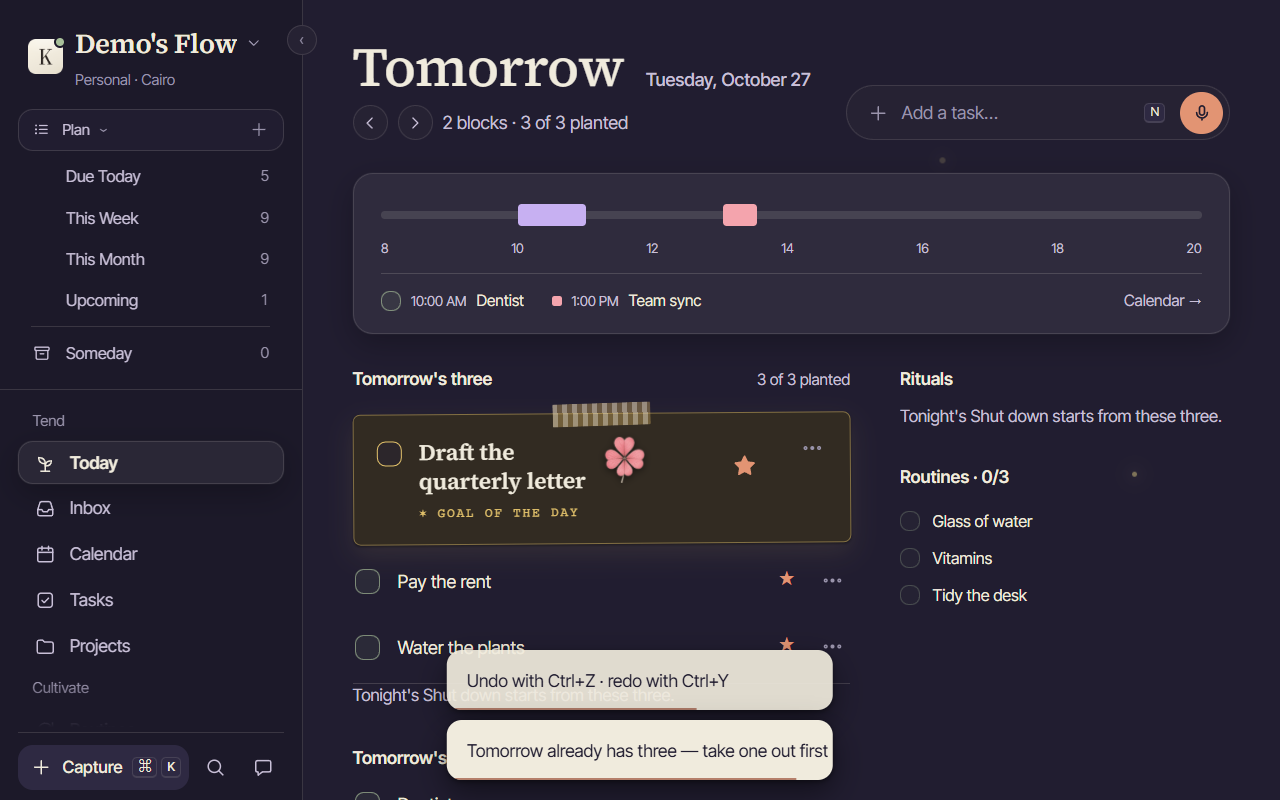 K
Demo's Flow
Personal · Cairo
Plan
Due Today 5
This Week 9
This Month 9
Upcoming 1
Someday 0
Tend
Today
Inbox
Calendar
Tasks
Projects
Cultivate
+ Capture ⌘ K
Tomorrow Tuesday, October 27
2 blocks · 3 of 3 planted
Add a task... N
8 10 12 14 16 18 20
10:00 AM Dentist 1:00 PM Team sync Calendar →
Tomorrow's three 3 of 3 planted
Draft the
quarterly letter
✶ GOAL OF THE DAY
Pay the rent
Water the plants
Tonight's Shut down starts from these three.
Tomorrow's
Dentist
Undo with Ctrl+Z · redo with Ctrl+Y
Tomorrow already has three — take one out first
Rituals
Tonight's Shut down starts from these three.
Routines · 0/3
Glass of water
Vitamins
Tidy the desk